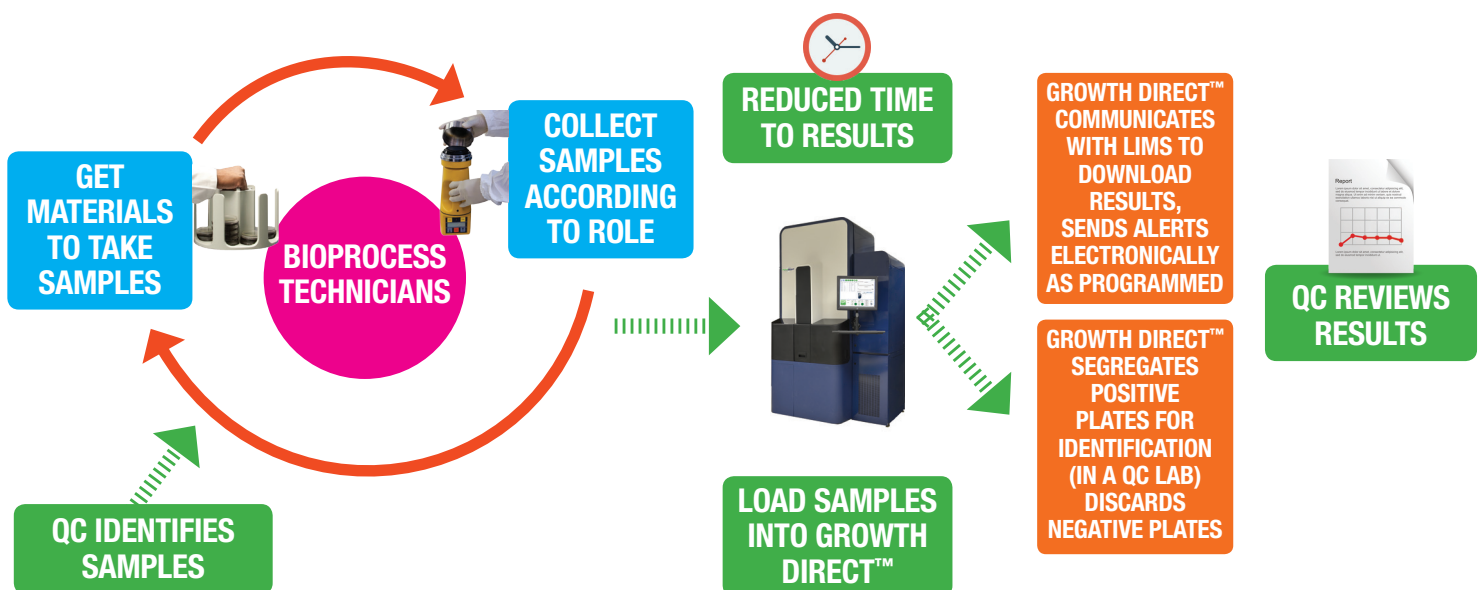 GET
MATERIALS
TO TAKE
SAMPLES
BIOPROCESS
TECHNICIANS
COLLECT
SAMPLES
ACCORDING
TO ROLE
QC IDENTIFIES
SAMPLES
REDUCED TIME
TO RESULTS
LOAD SAMPLES
INTO GROWTH
DIRECT™
GROWTH DIRECT™
COMMUNICATES
WITH LIMS TO
DOWNLOAD
RESULTS,
SENDS ALERTS
ELECTRONICALLY
AS PROGRAMMED
GROWTH DIRECT™
SEGREGATES
POSITIVE
PLATES FOR
IDENTIFICATION
(IN A QC LAB)
DISCARDS
NEGATIVE PLATES
Report
QC REVIEWS
RESULTS